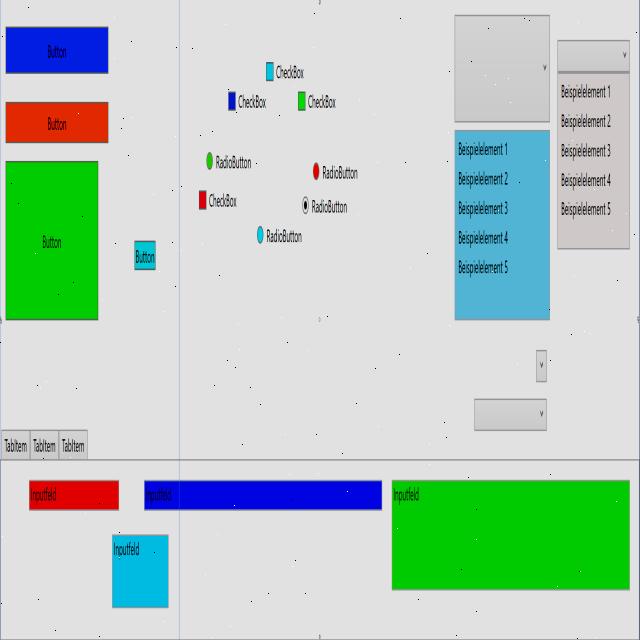 Button
CheckBox
CheckBox
CheckBox
Button
RadioButton
RadioButton
CheckBox
RadioButton
RadioButton
Button
Button
Beispielelement 1
Beispielelement 2
Beispielelement 3
Beispielelement 4
Beispielelement 5
Beispielelement 1
Beispielelement 2
Beispielelement 3
Beispielelement 4
Beispielelement 5
TabItem TabItem TabItem
Inputfeld
Inputfeld
Inputfeld
Inputfeld